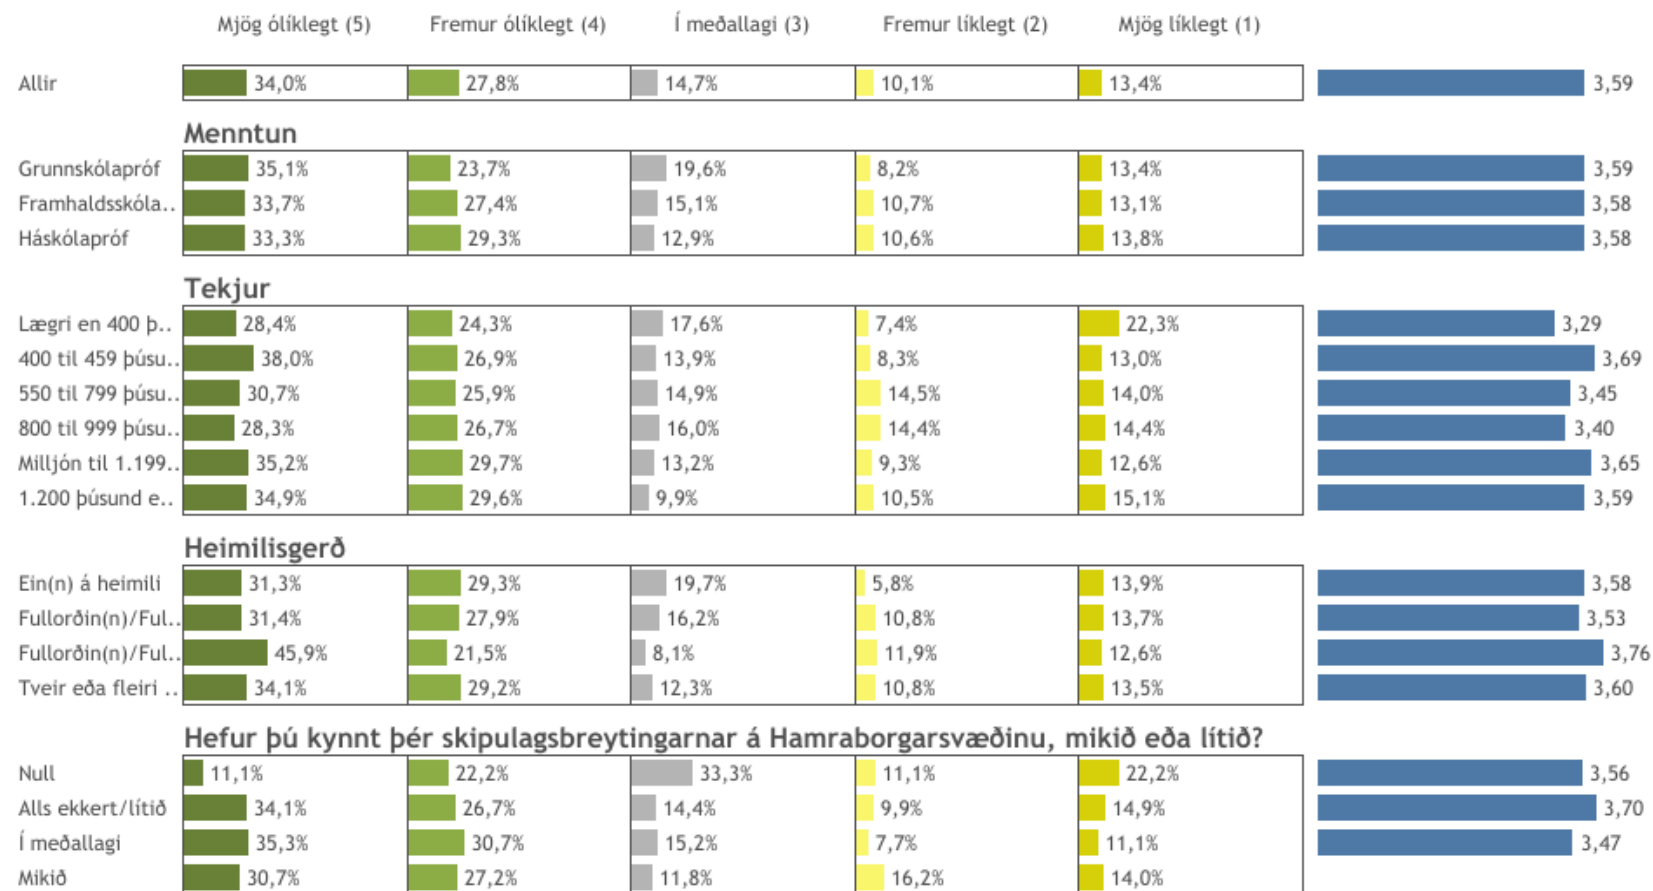 Mjög ólíklegt (5) Fremur ólíklegt (4) Í meðallagi (3) Fremur líklegt (2) Mjög líklegt (1)
Allir 34,0% 27,8% 14,7% 10,1% 13,4% 3,59
Menntun
Grunnskólapróf 35,1% 23,7% 19,6% 8,2% 13,4% 3,59
Framhaldsskóla.. 33,7% 27,4% 15,1% 10,7% 13,1% 3,58
Háskólapróf 33,3% 29,3% 12,9% 10,6% 13,8% 3,58
Tekjur
Lægri en 400 þ.. 28,4% 24,3% 17,6% 7,4% 22,3% 3,29
400 til 459 þúsu.. 38,0% 26,9% 13,9% 8,3% 13,0% 3,69
550 til 799 þúsu.. 30,7% 25,9% 14,9% 14,5% 14,0% 3,45
800 til 999 þúsu.. 28,3% 26,7% 16,0% 14,4% 14,4% 3,40
Milljón til 1.199.. 35,2% 29,7% 13,2% 9,3% 12,6% 3,65
1.200 þúsund e.. 34,9% 29,6% 9,9% 10,5% 15,1% 3,59
Heimilisgerð
Ein(n) á heimili 31,3% 29,3% 19,7% 5,8% 13,9% 3,58
Fullorðin(n)/Ful.. 31,4% 27,9% 16,2% 10,8% 13,7% 3,53
Fullorðin(n)/Ful.. 45,9% 21,5% 8,1% 11,9% 12,6% 3,76
Tveir eða fleiri .. 34,1% 29,2% 12,3% 10,8% 13,5% 3,60
Hefur þú kynnt þér skipulagsbreytingarnar á Hamraborgarsvæðinu, mikið eða lítið?
Null 11,1% 22,2% 33,3% 11,1% 22,2% 3,56
Alls ekkert/lítið 34,1% 26,7% 14,4% 9,9% 14,9% 3,70
Í meðallagi 35,3% 30,7% 15,2% 7,7% 11,1% 3,47
Mikið 30,7% 27,2% 11,8% 16,2% 14,0%